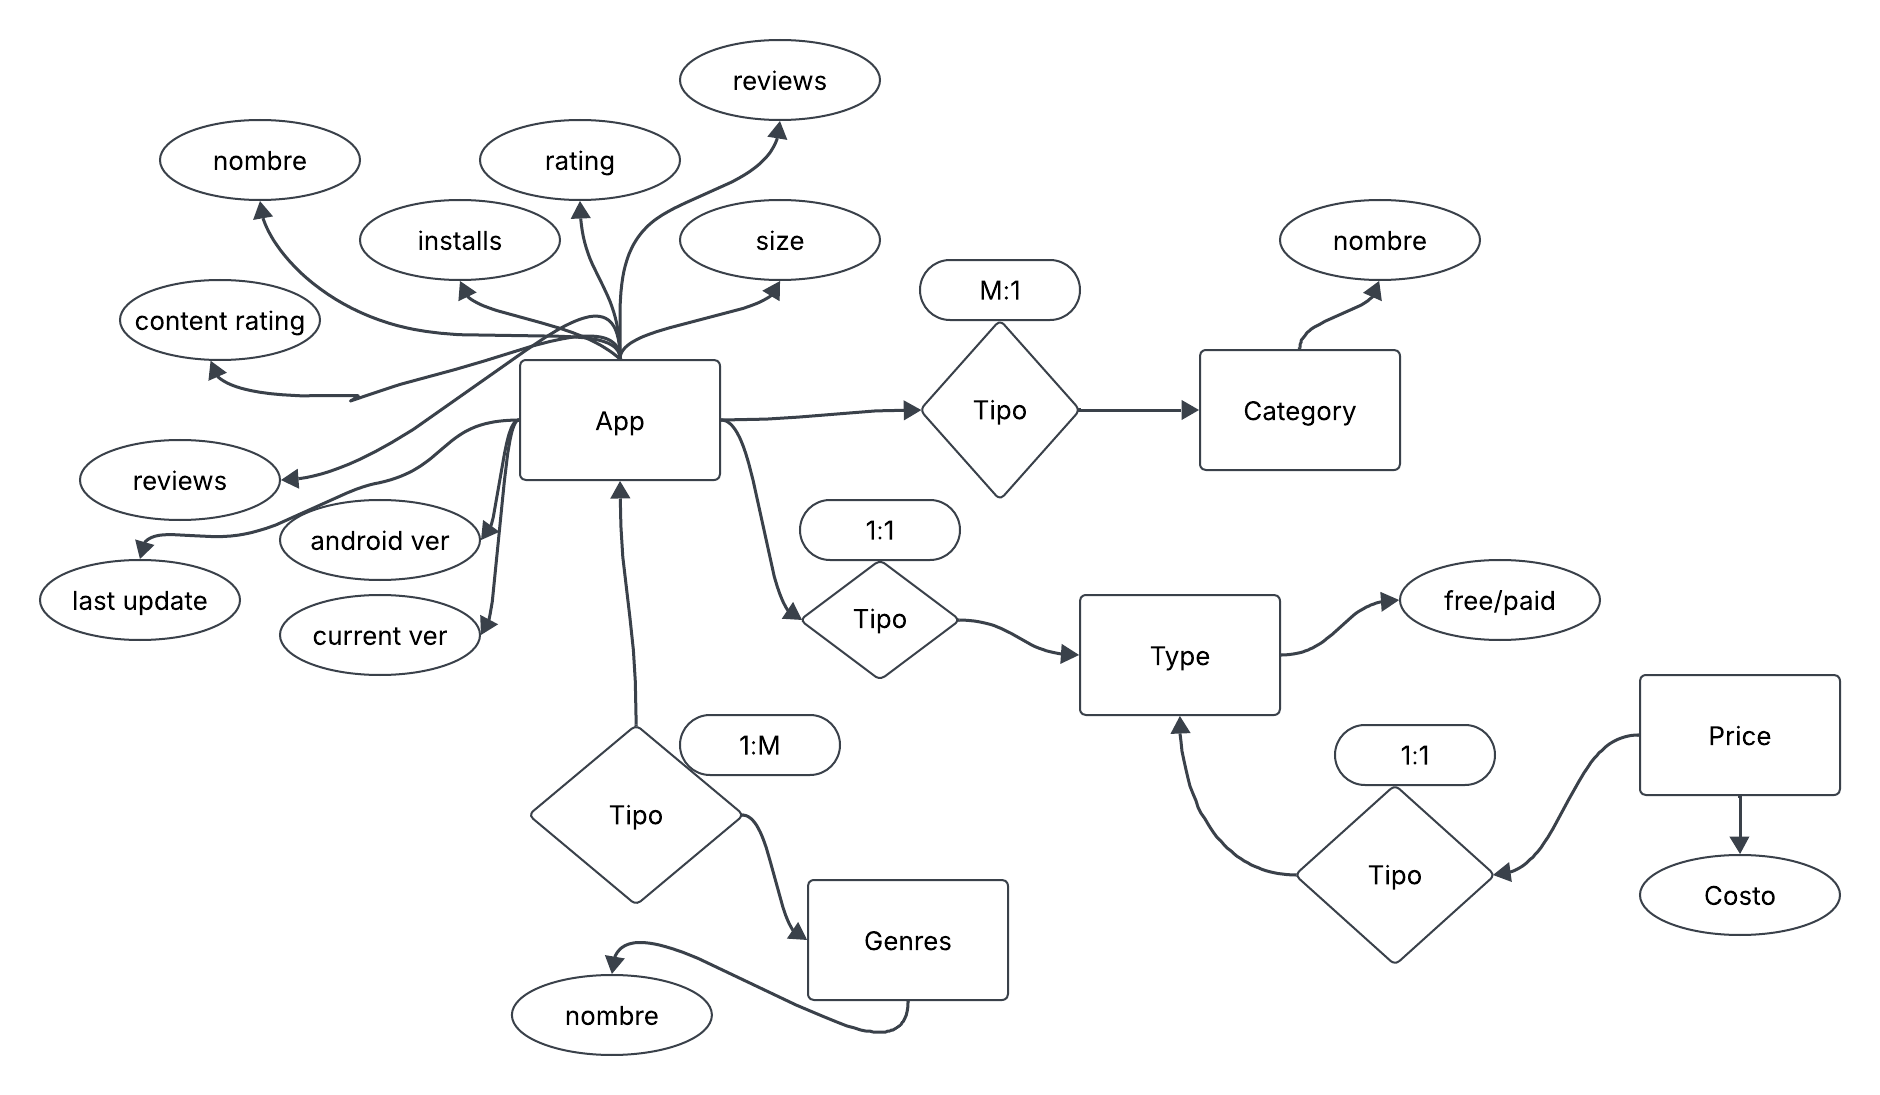 reviews
nombre
rating
installs
size
nombre
M:1
content rating
App
Tipo
Category
reviews
1:1
android ver
last update
Tipo
free/paid
current ver
Type
Price
1:M
1:1
Tipo
Tipo
Costo
Genres
nombre